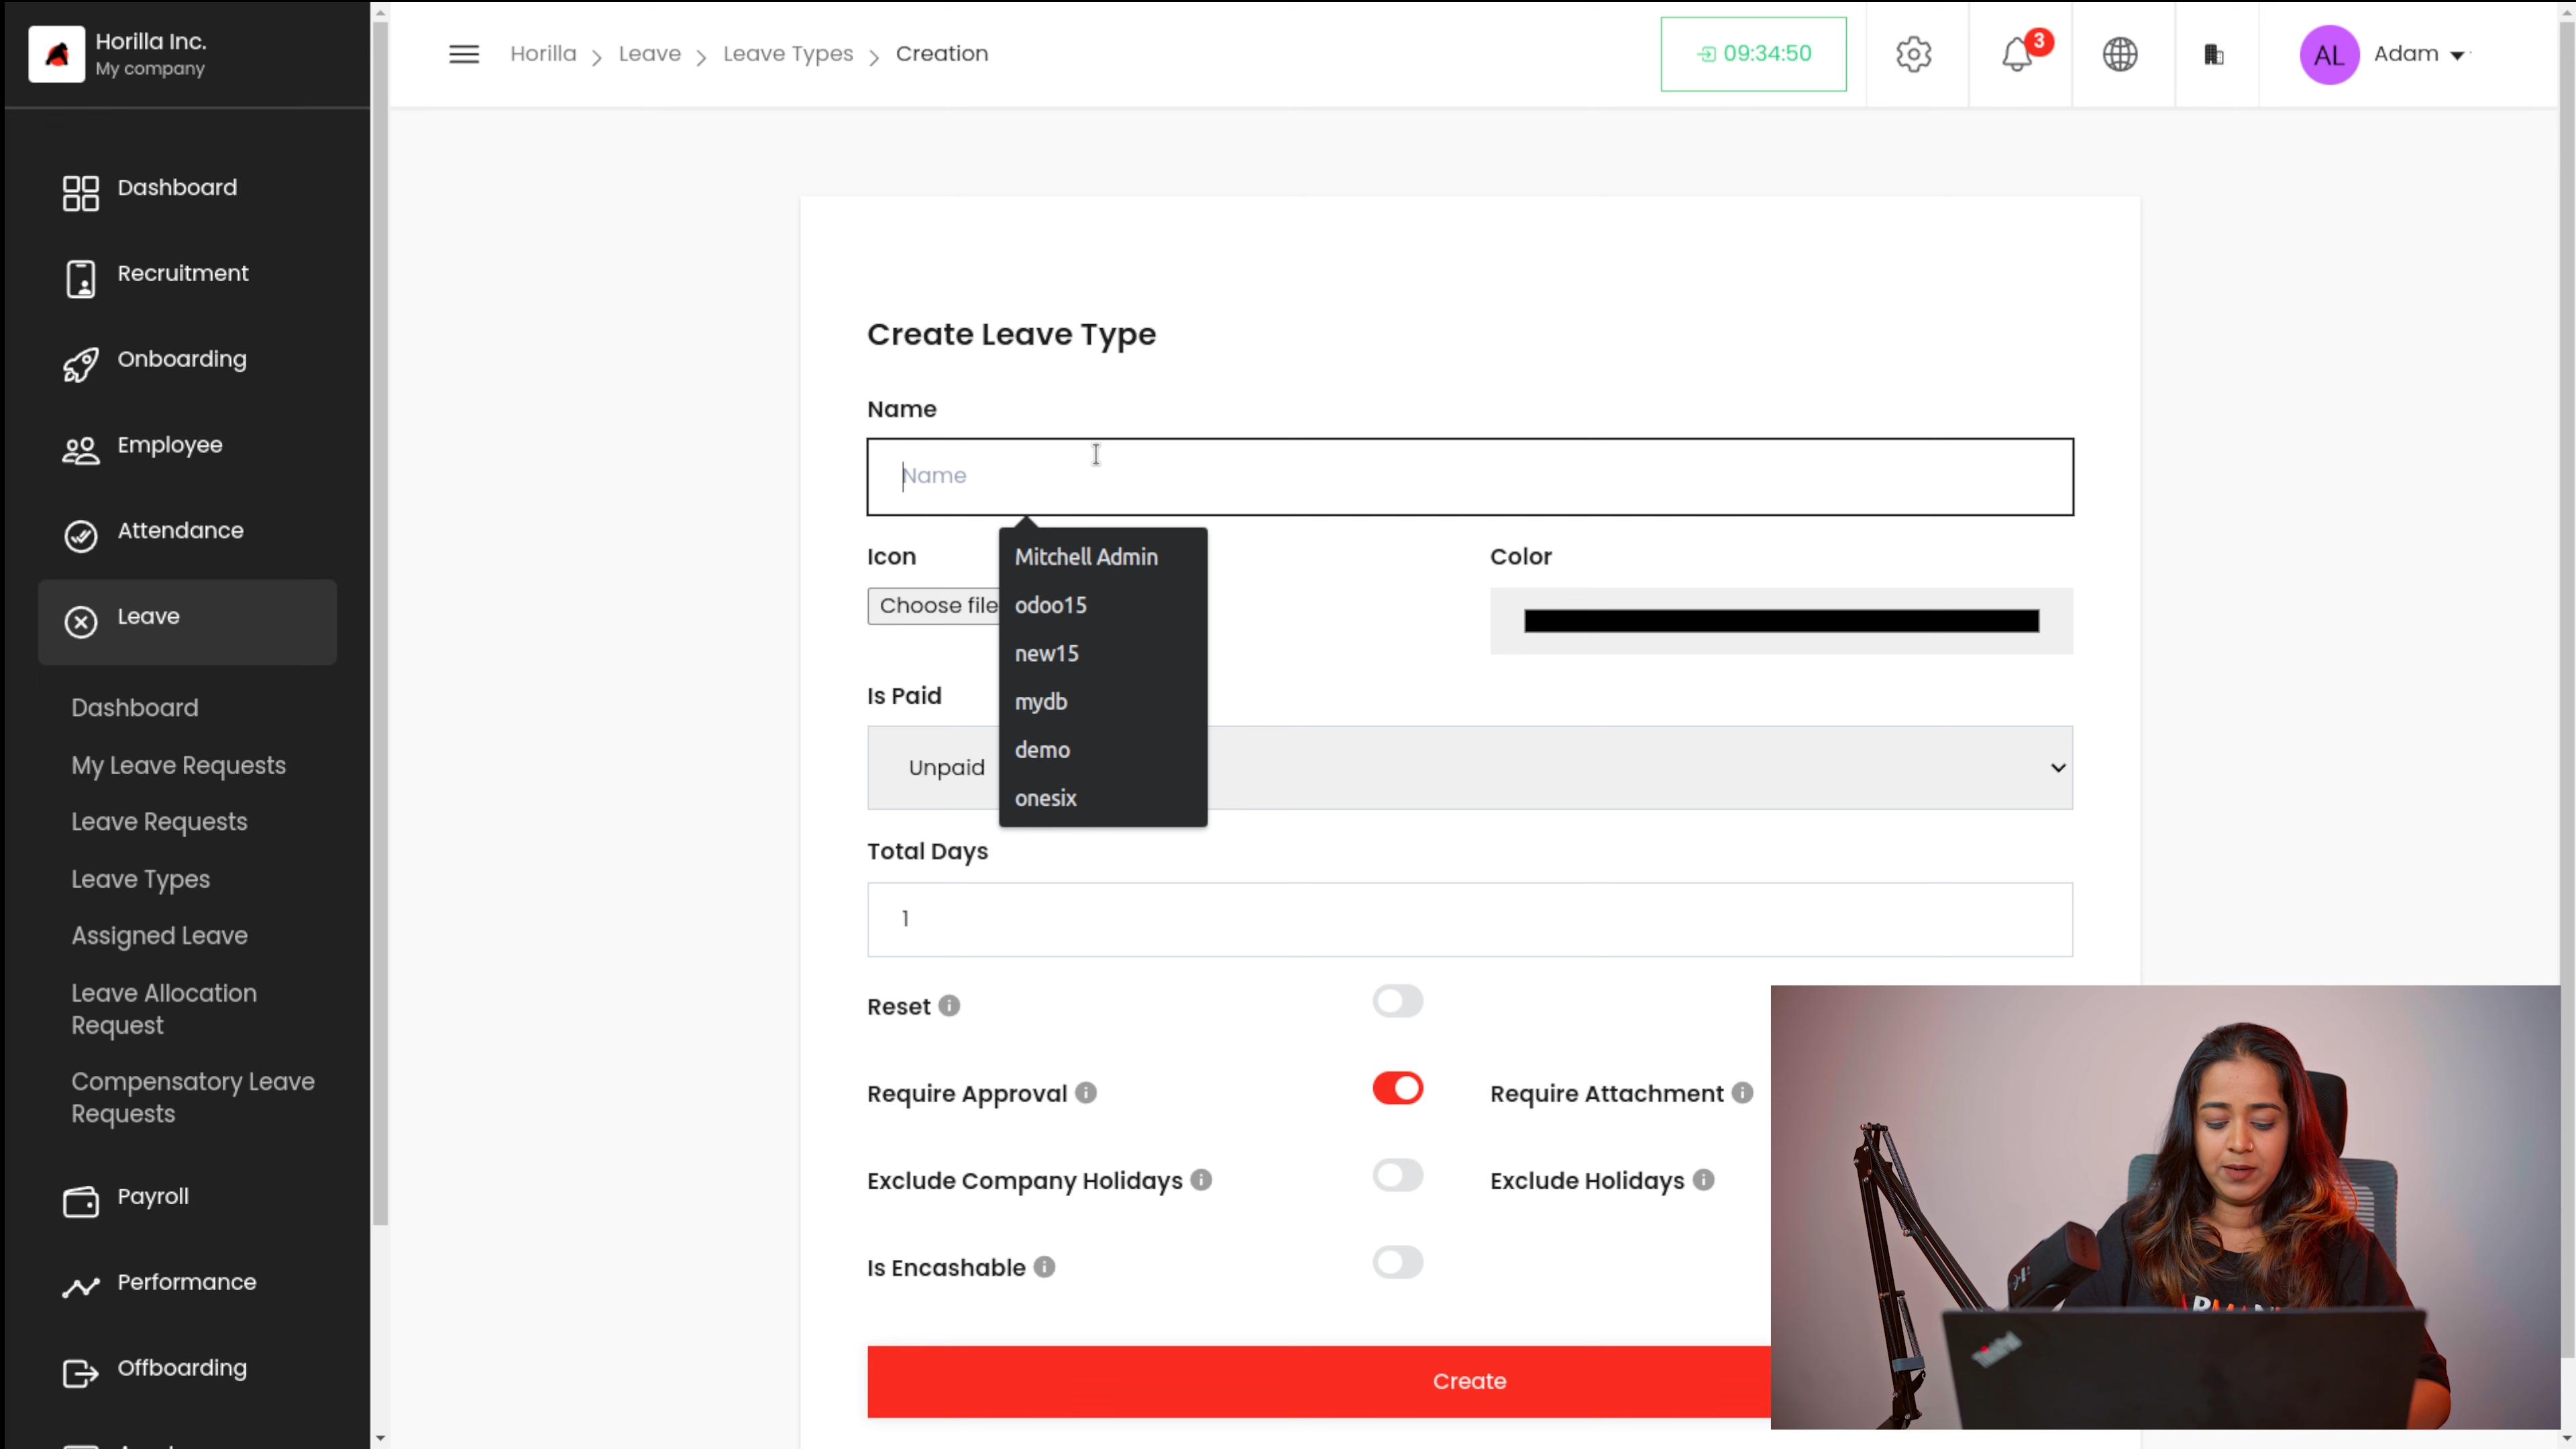 Horilla Inc.
My company
Horilla > Leave > Leave Types > Creation
09:34:50
3
AL
Adam
Dashboard
Recruitment
Onboarding
Employee
Attendance
Leave
Dashboard
My Leave Requests
Leave Requests
Leave Types
Assigned Leave
Leave Allocation
Request
Compensatory Leave
Requests
Payroll
Performance
Offboarding
Create Leave Type
Name
Name
Mitchell Admin
odoo15
new15
mydb
demo
onesix
Icon
Choose file
Color
Is Paid
Unpaid
Total Days
1
Reset
Require Approval
Require Attachment
Exclude Company Holidays
Exclude Holidays
Is Encashable
Create